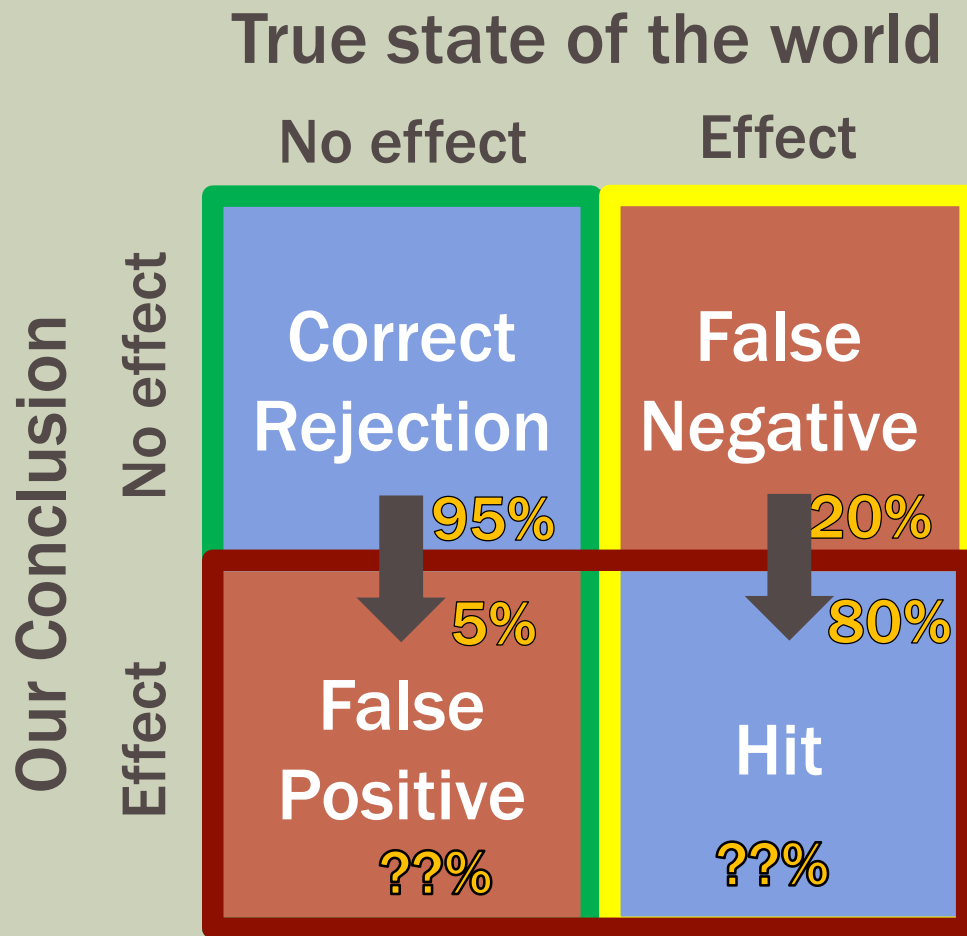 True state of the world
No effect
Effect
Our Conclusion
No effect
Correct
Rejection
95%
False
Negative
20%
Effect
5%
False
Positive
??%
80%
Hit
??%